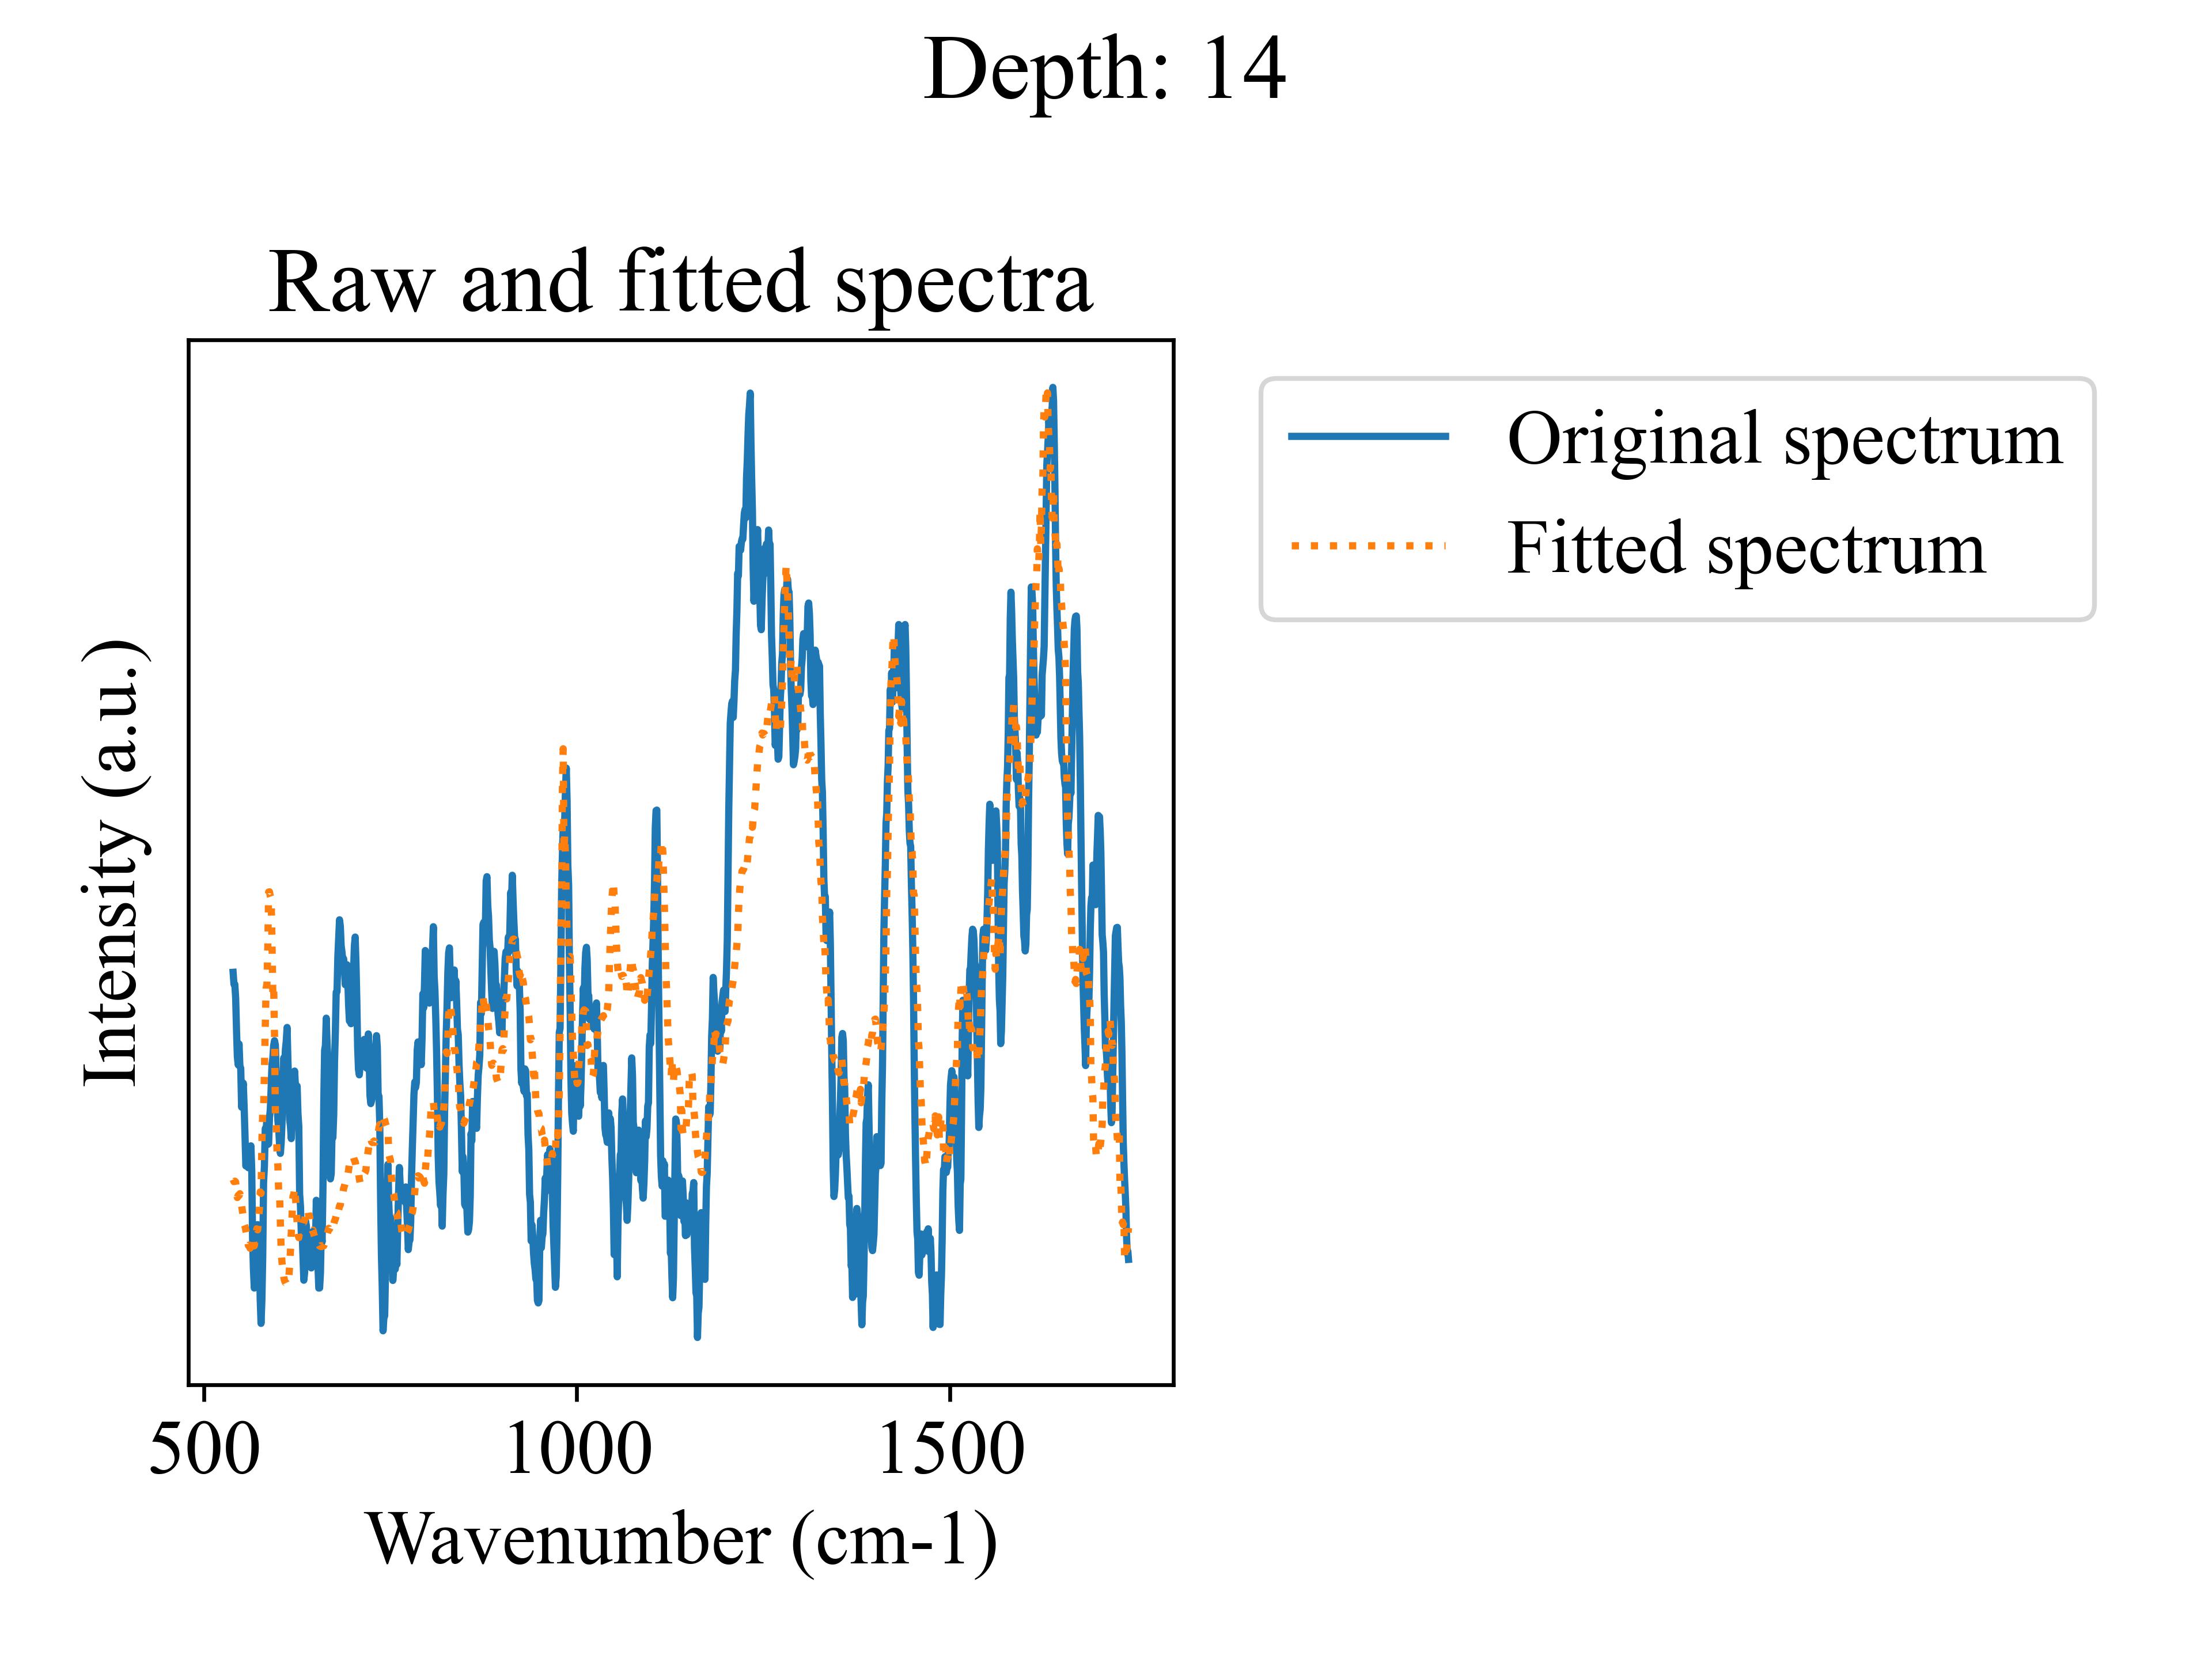 Depth: 14
Raw and fitted spectra
Original spectrum
Fitted spectrum
Intensity (a.u.)
500 1000 1500
Wavenumber (cm-1)